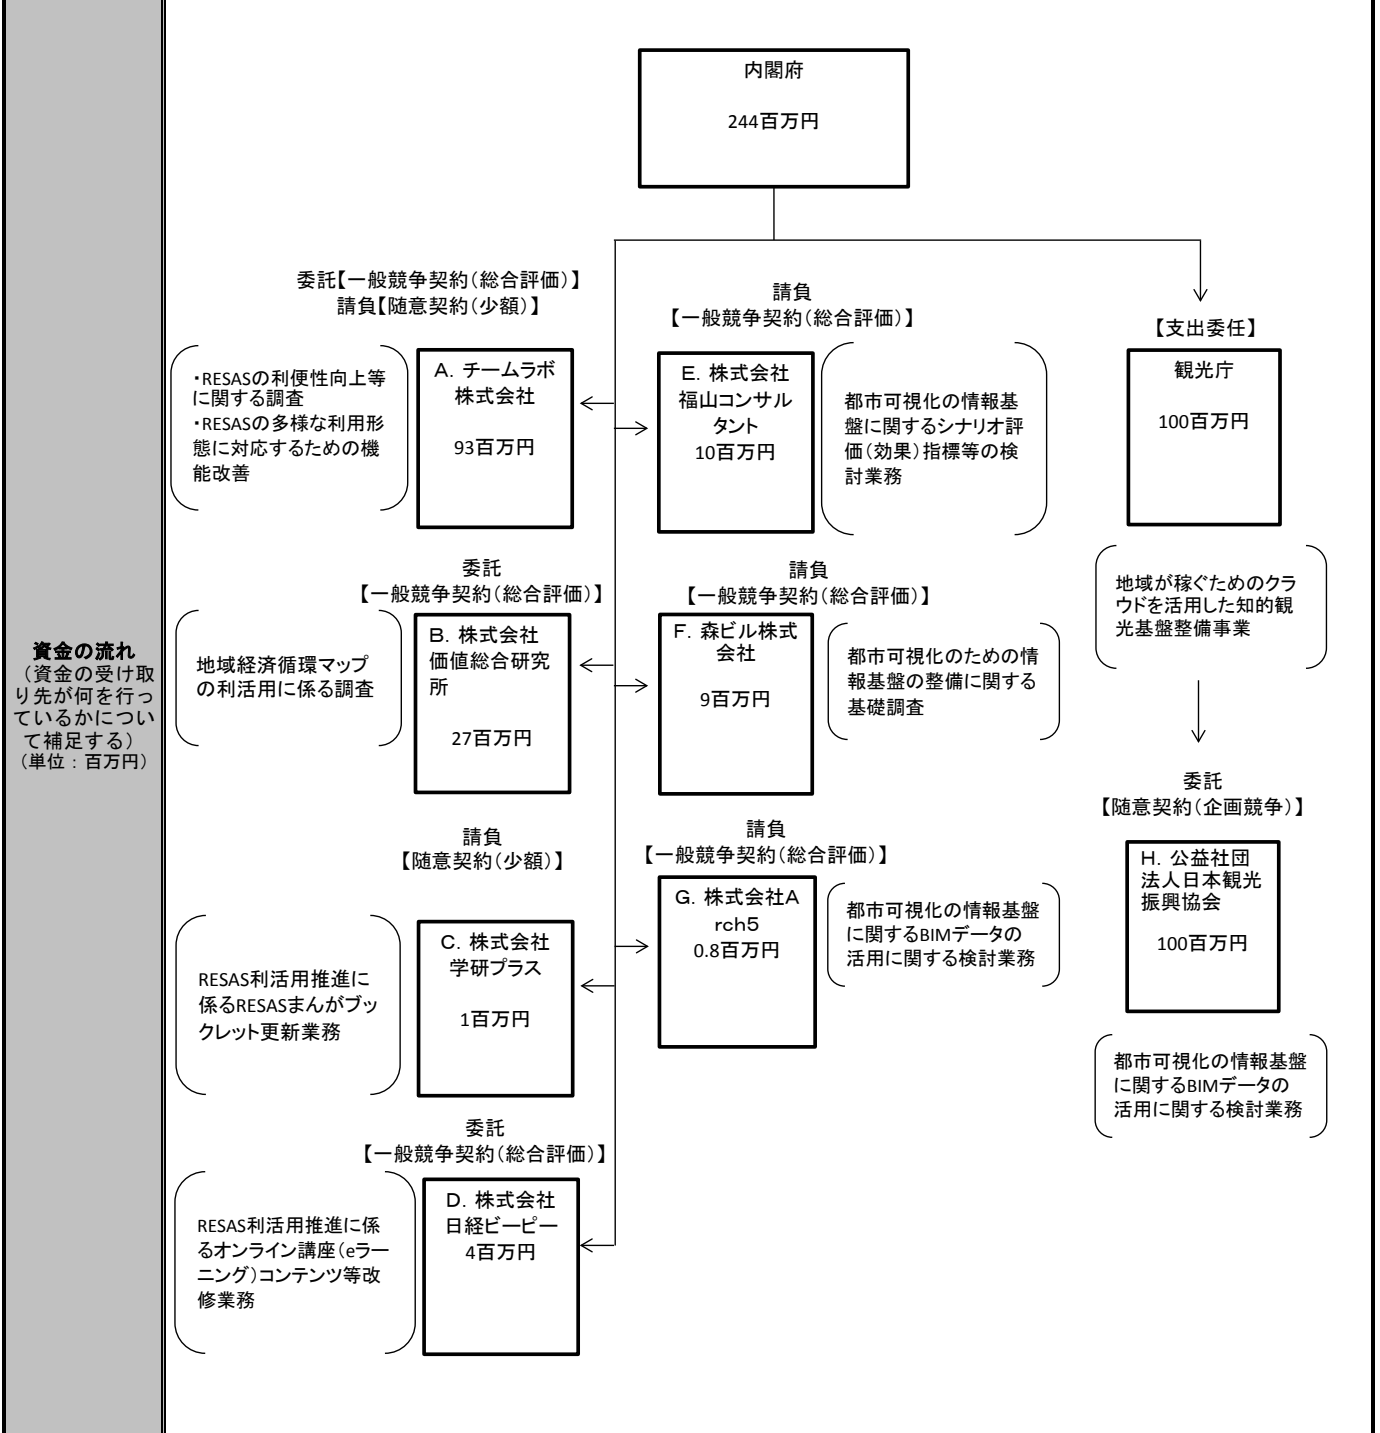 資金の流れ
（資金の受け取
り先が何を行っ
ているかについ
て補足する）
（単位：百万円）
内閣府
244百万円
委託【一般競争契約（総合評価）】
請負【随意契約（少額）】
・RESASの利便性向上等
に関する調査
・RESASの多様な利用形
態に対応するための機
能改善
A．チームラボ
株式会社
93百万円
委託
【一般競争契約（総合評価）】
地域経済循環マップ
の利活用に係る調査
B．株式会社
価値総合研究
所
27百万円
請負
【随意契約（少額）】
RESAS利活用推進に
係るRESASまんがブッ
クレット更新業務
C．株式会社
学研プラス
1百万円
委託
【一般競争契約（総合評価）】
RESAS利活用推進に係
るオンライン講座（eラー
ニング）コンテンツ等改
修業務
D．株式会社
日経ビーピー
4百万円
請負
【一般競争契約（総合評価）】
E．株式会社
福山コンサル
タント
10百万円
都市可視化の情報基
盤に関するシナリオ評
価（効果）指標等の検
討業務
請負
【一般競争契約（総合評価）】
F．森ビル株式
会社
9百万円
都市可視化のための情
報基盤の整備に関する
基礎調査
請負
【一般競争契約（総合評価）】
G．株式会社A
rch5
0.8百万円
都市可視化の情報基盤
に関するBIMデータの
活用に関する検討業務
【支出委任】
観光庁
100百万円
地域が稼ぐためのクラ
ウドを活用した知的観
光基盤整備事業
委託
【随意契約（企画競争）】
H．公益社団
法人日本観光
振興協会
100百万円
都市可視化の情報基盤
に関するBIMデータの
活用に関する検討業務